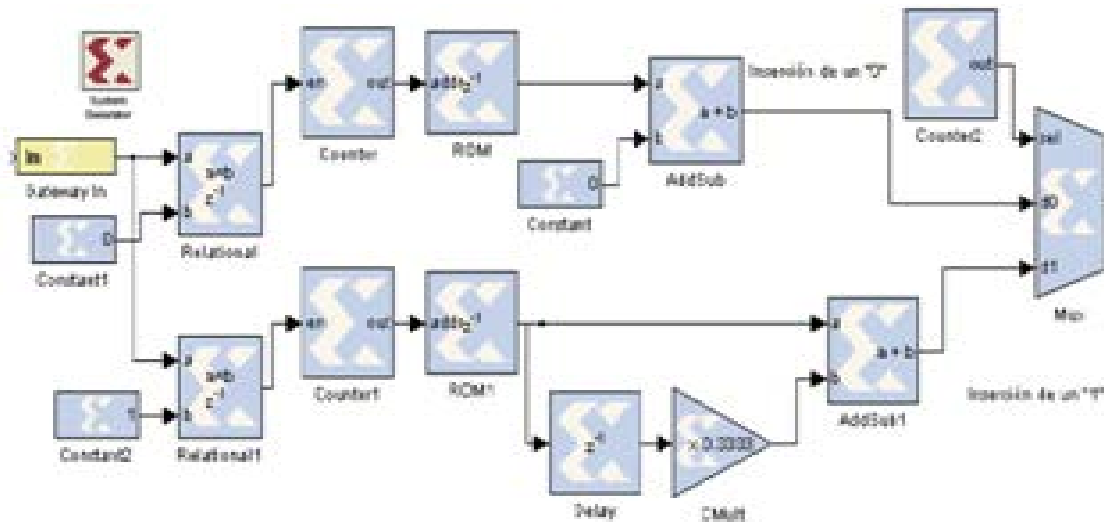 System
Generator
In
Gateway In
0
Constant1
a
a=b
z⁻¹
b
Relational
en
out
Counter
addr z⁻¹
ROM
0
Constant
a
a + b
b
AddSub
Inserción de un "0"
out
Counter2
sel
d0
d1
Mux
1
Constant2
a
a=b
z⁻¹
b
Relational1
en
out
Counter1
addr z⁻¹
ROM1
Delay
x 0.3333
CMult
a
a + b
b
AddSub1
Inserción de un "1"